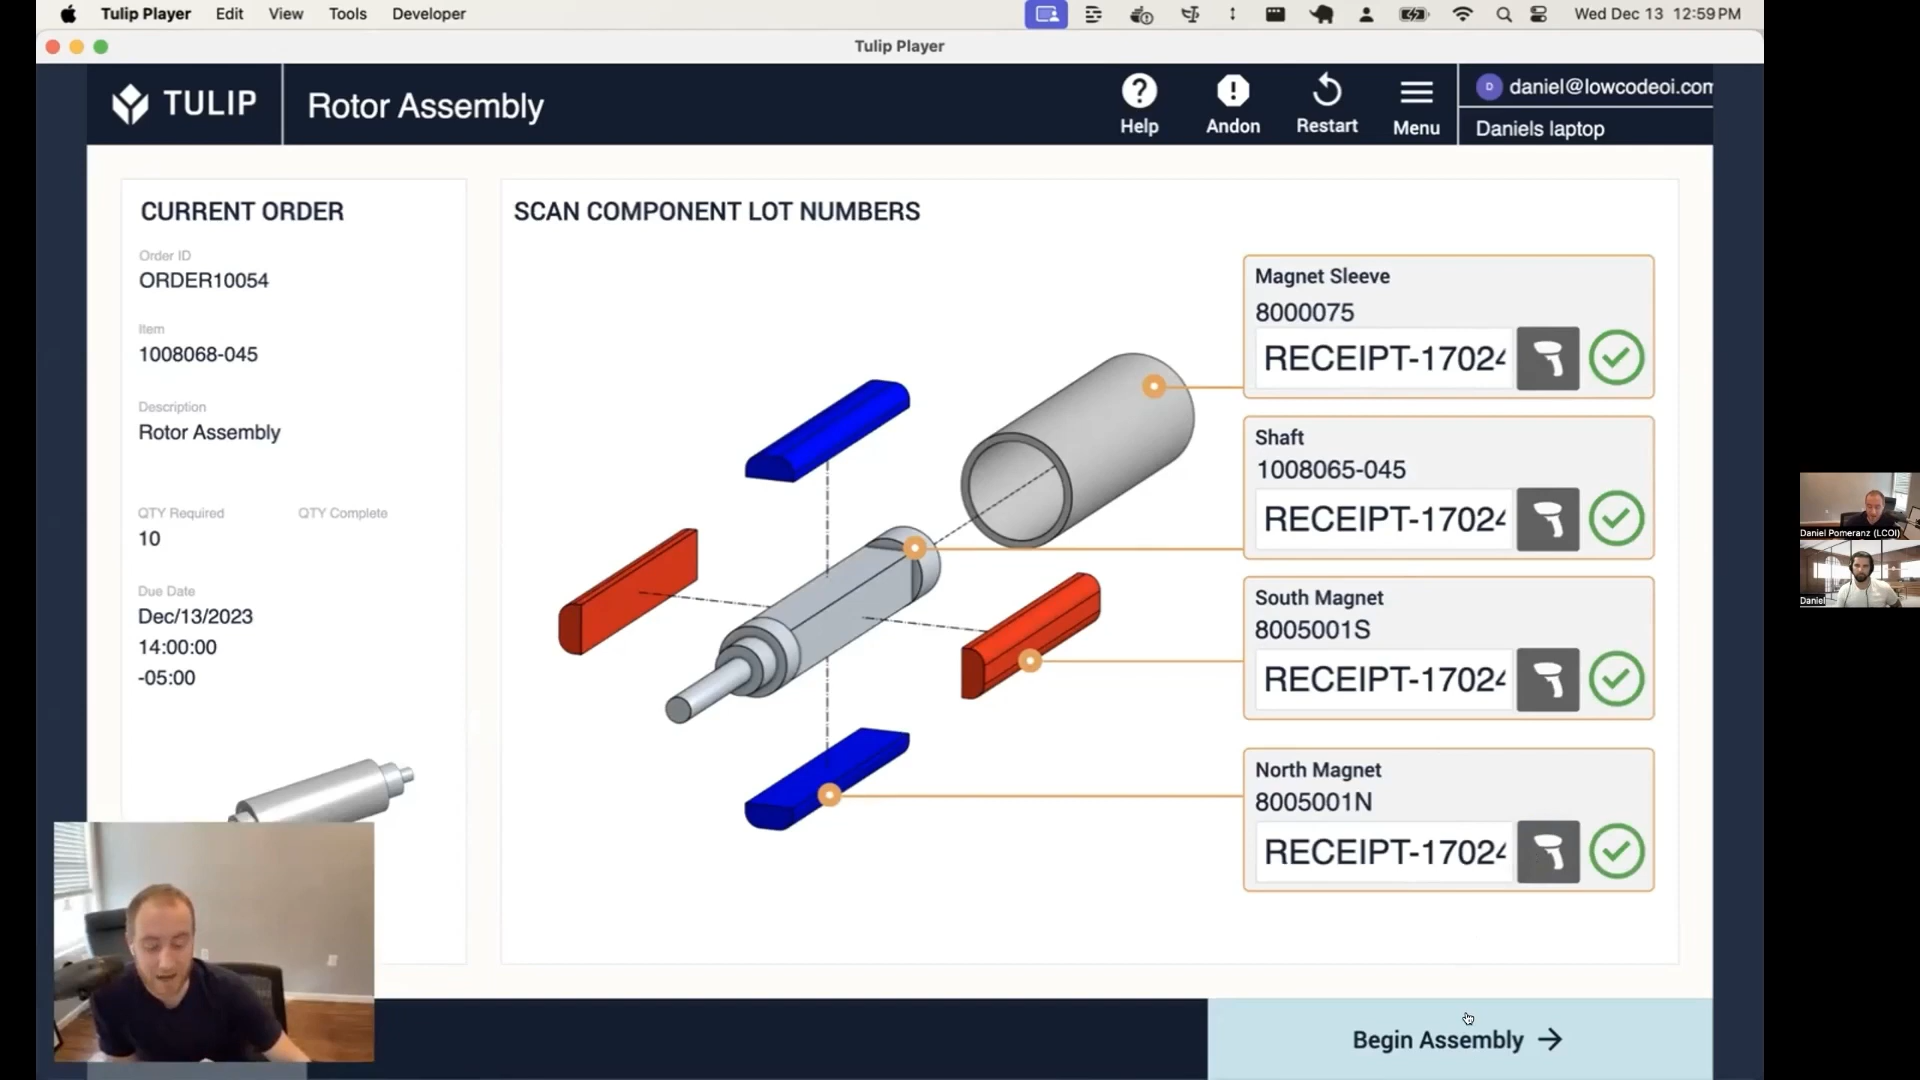 Tulip Player Edit View Tools Developer
Wed Dec 13 12:59 PM
Tulip Player
TULIP
Rotor Assembly
Help
Andon
Restart
Menu
D
daniel@lowcodeoi.com
Daniels laptop
CURRENT ORDER
Order ID
ORDER10054
Item
1008068-045
Description
Rotor Assembly
QTY Required
QTY Complete
10
Due Date
Dec/13/2023
14:00:00
-05:00
SCAN COMPONENT LOT NUMBERS
Magnet Sleeve
8000075
RECEIPT-17024
Shaft
1008065-045
RECEIPT-17024
South Magnet
8005001S
RECEIPT-17024
North Magnet
8005001N
RECEIPT-17024
Begin Assembly
Daniel Pomeranz (LCOI)
Daniel